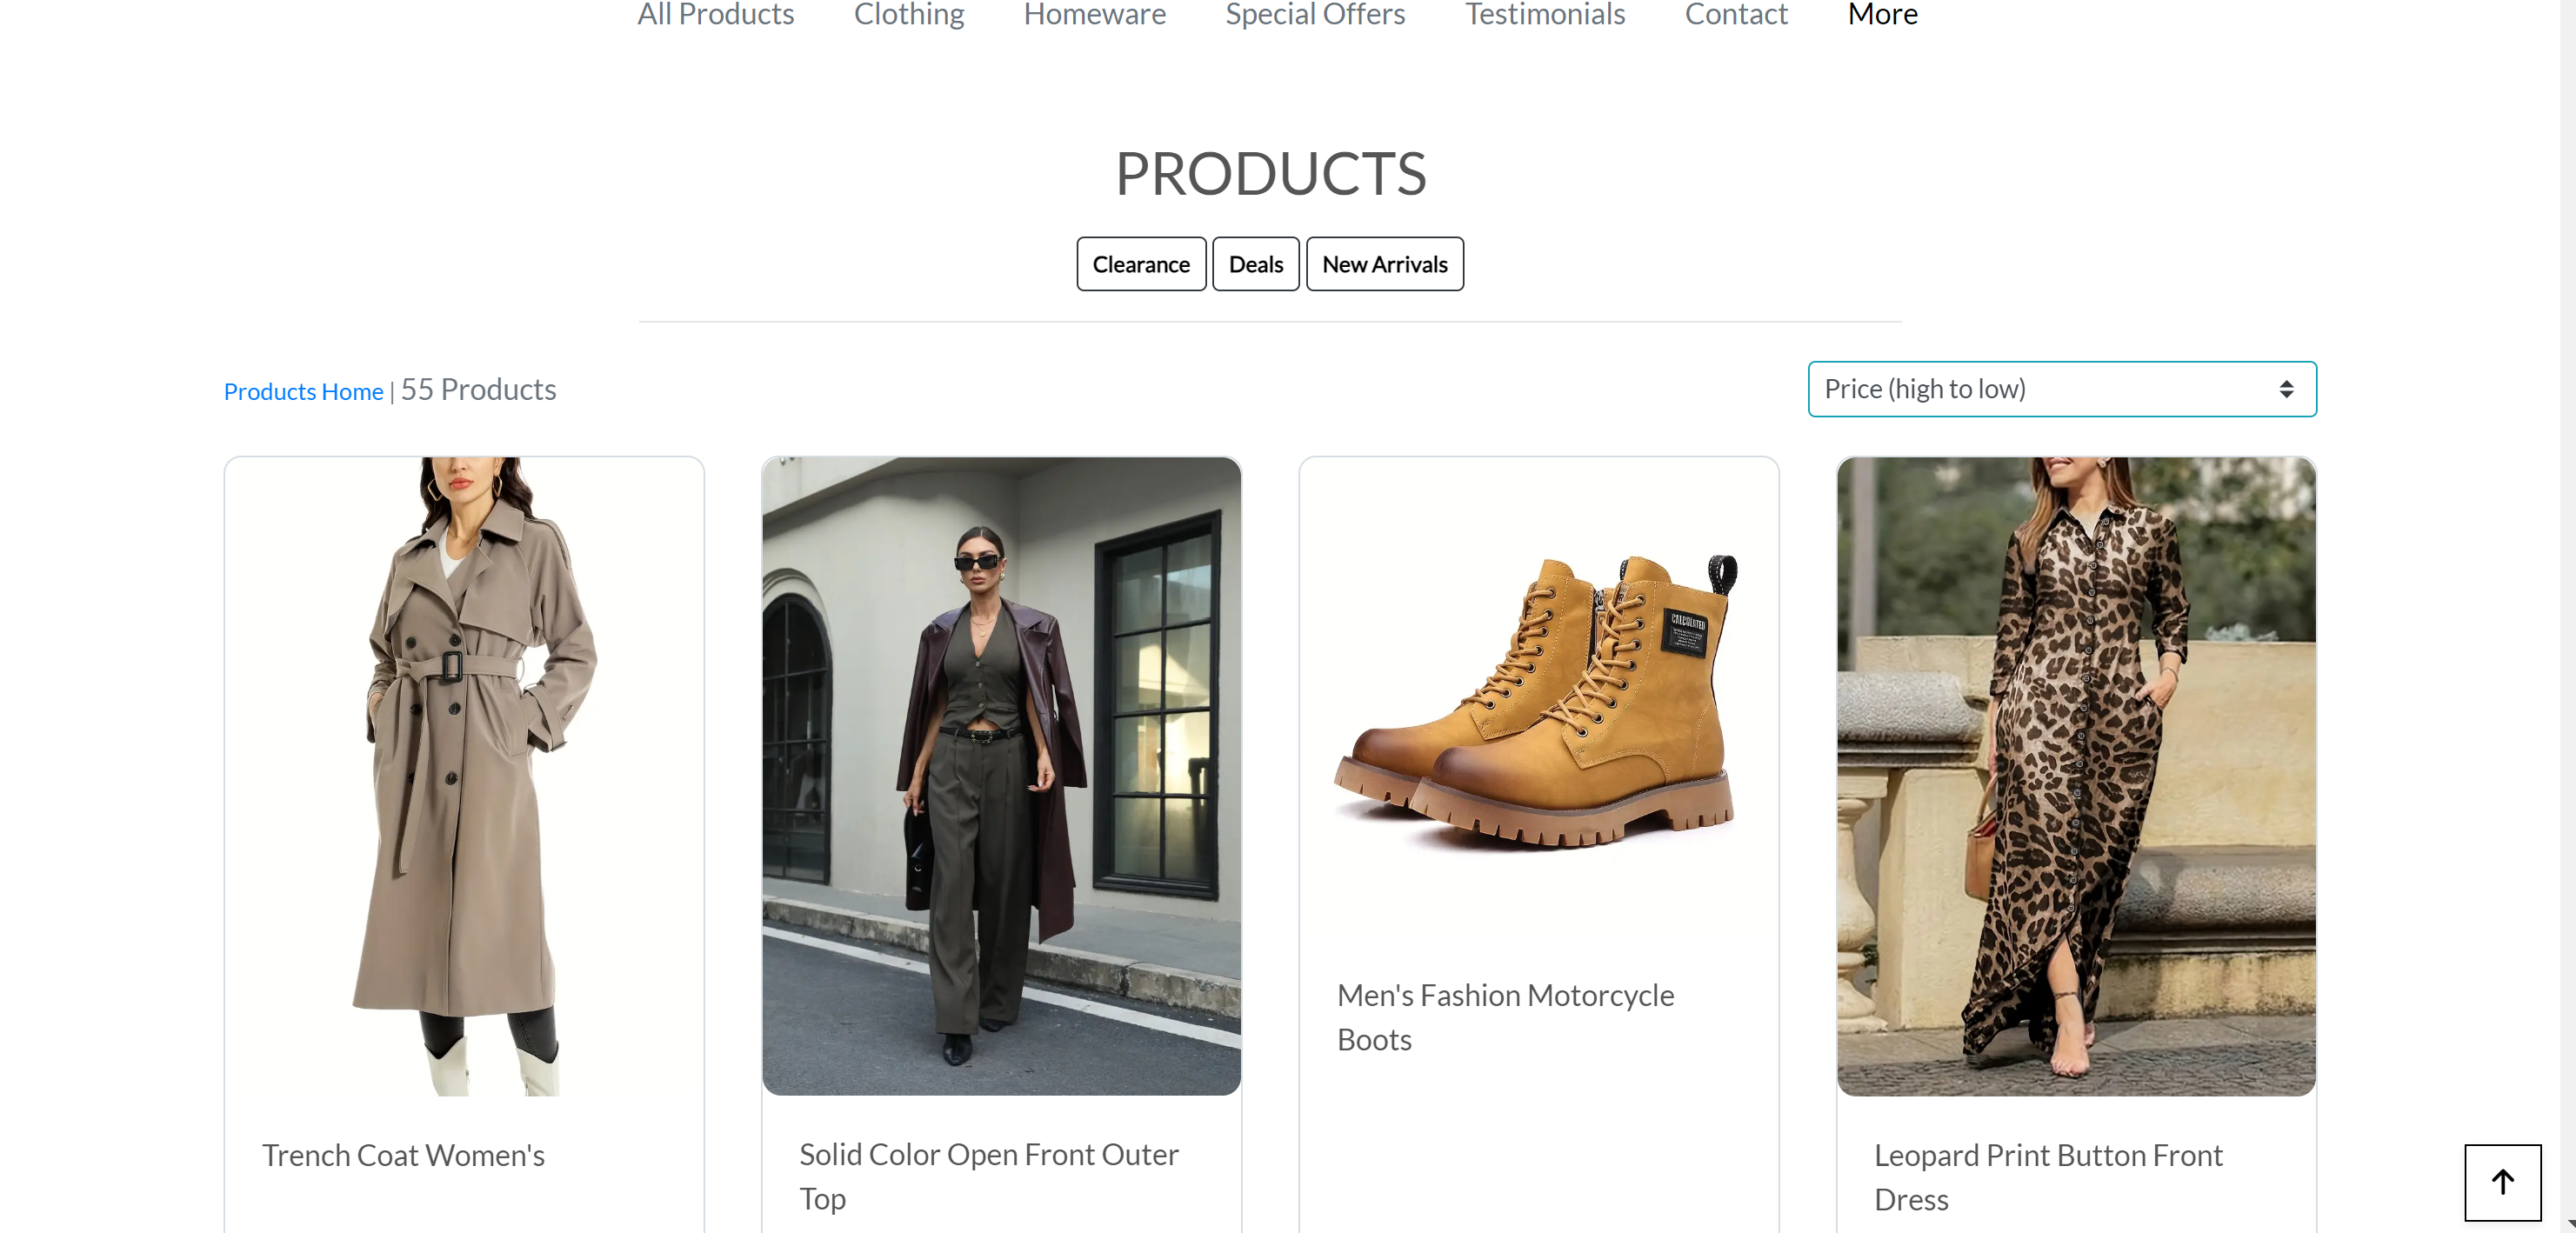 All Products Clothing Homeware Special Offers Testimonials Contact More
PRODUCTS
Clearance Deals New Arrivals
Products Home | 55 Products
Price (high to low)
Trench Coat Women's
Solid Color Open Front Outer
Top
Men's Fashion Motorcycle
Boots
Leopard Print Button Front
Dress